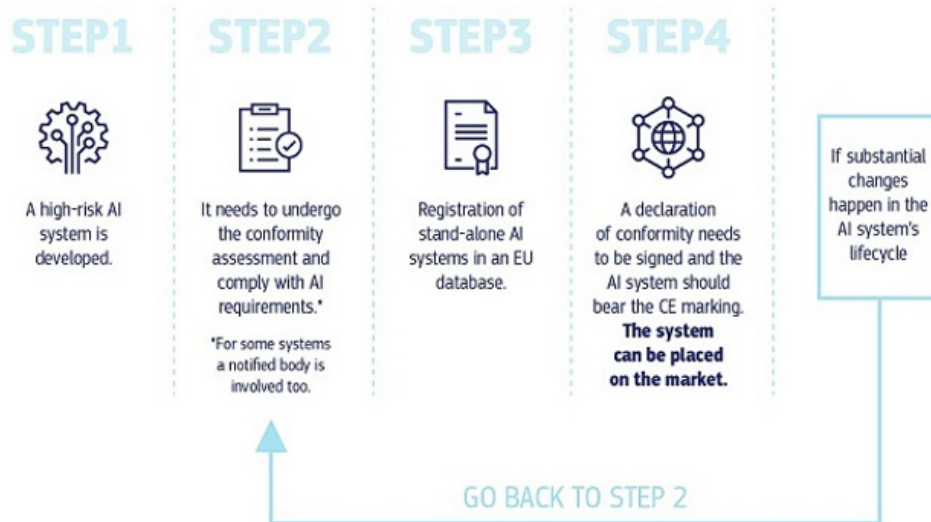 STEP1
A high-risk AI
system is
developed.
STEP2
It needs to undergo
the conformity
assessment and
comply with AI
requirements.*
*For some systems
a notified body is
involved too.
STEP3
Registration of
stand-alone AI
systems in an EU
database.
STEP4
A declaration
of conformity needs
to be signed and the
AI system should
bear the CE marking.
The system
can be placed
on the market.
If substantial
changes
happen in the
AI system's
lifecycle
GO BACK TO STEP 2